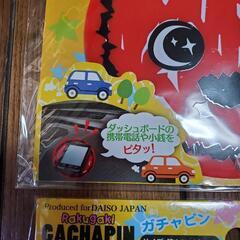 ダッシュボードの
携帯電話や小銭を
ピタッ!
Produced for DAISO JAPAN
Rakugaki
GACHAPIN
ガチャピン